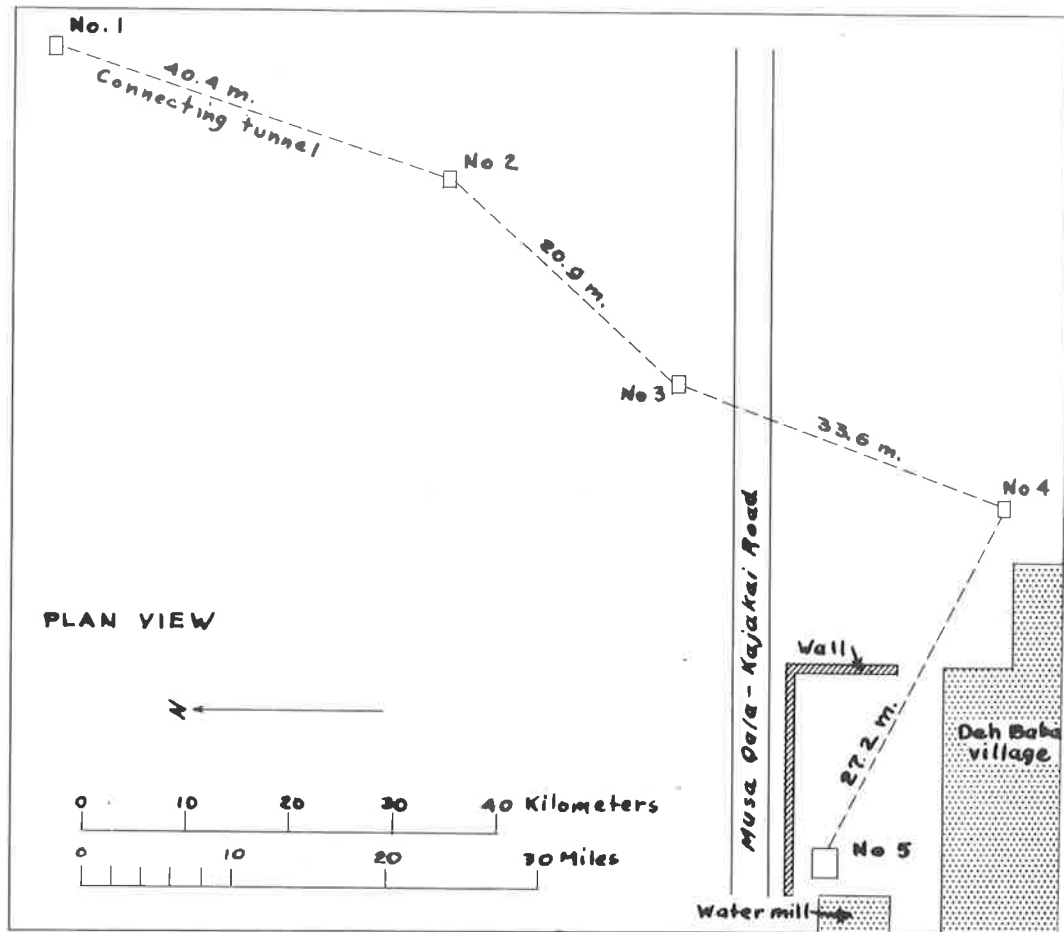 No. 1
40.4 m.
Connecting tunnel
No 2
20.9 m.
No 3
33.6 m.
No 4
Musa Qala - Kajakai Road
PLAN VIEW
Wall
N
27.2 m.
Deh Baba
village
0 10 20 30 40 Kilometers
0 10 20 30 Miles
No 5
Water mill